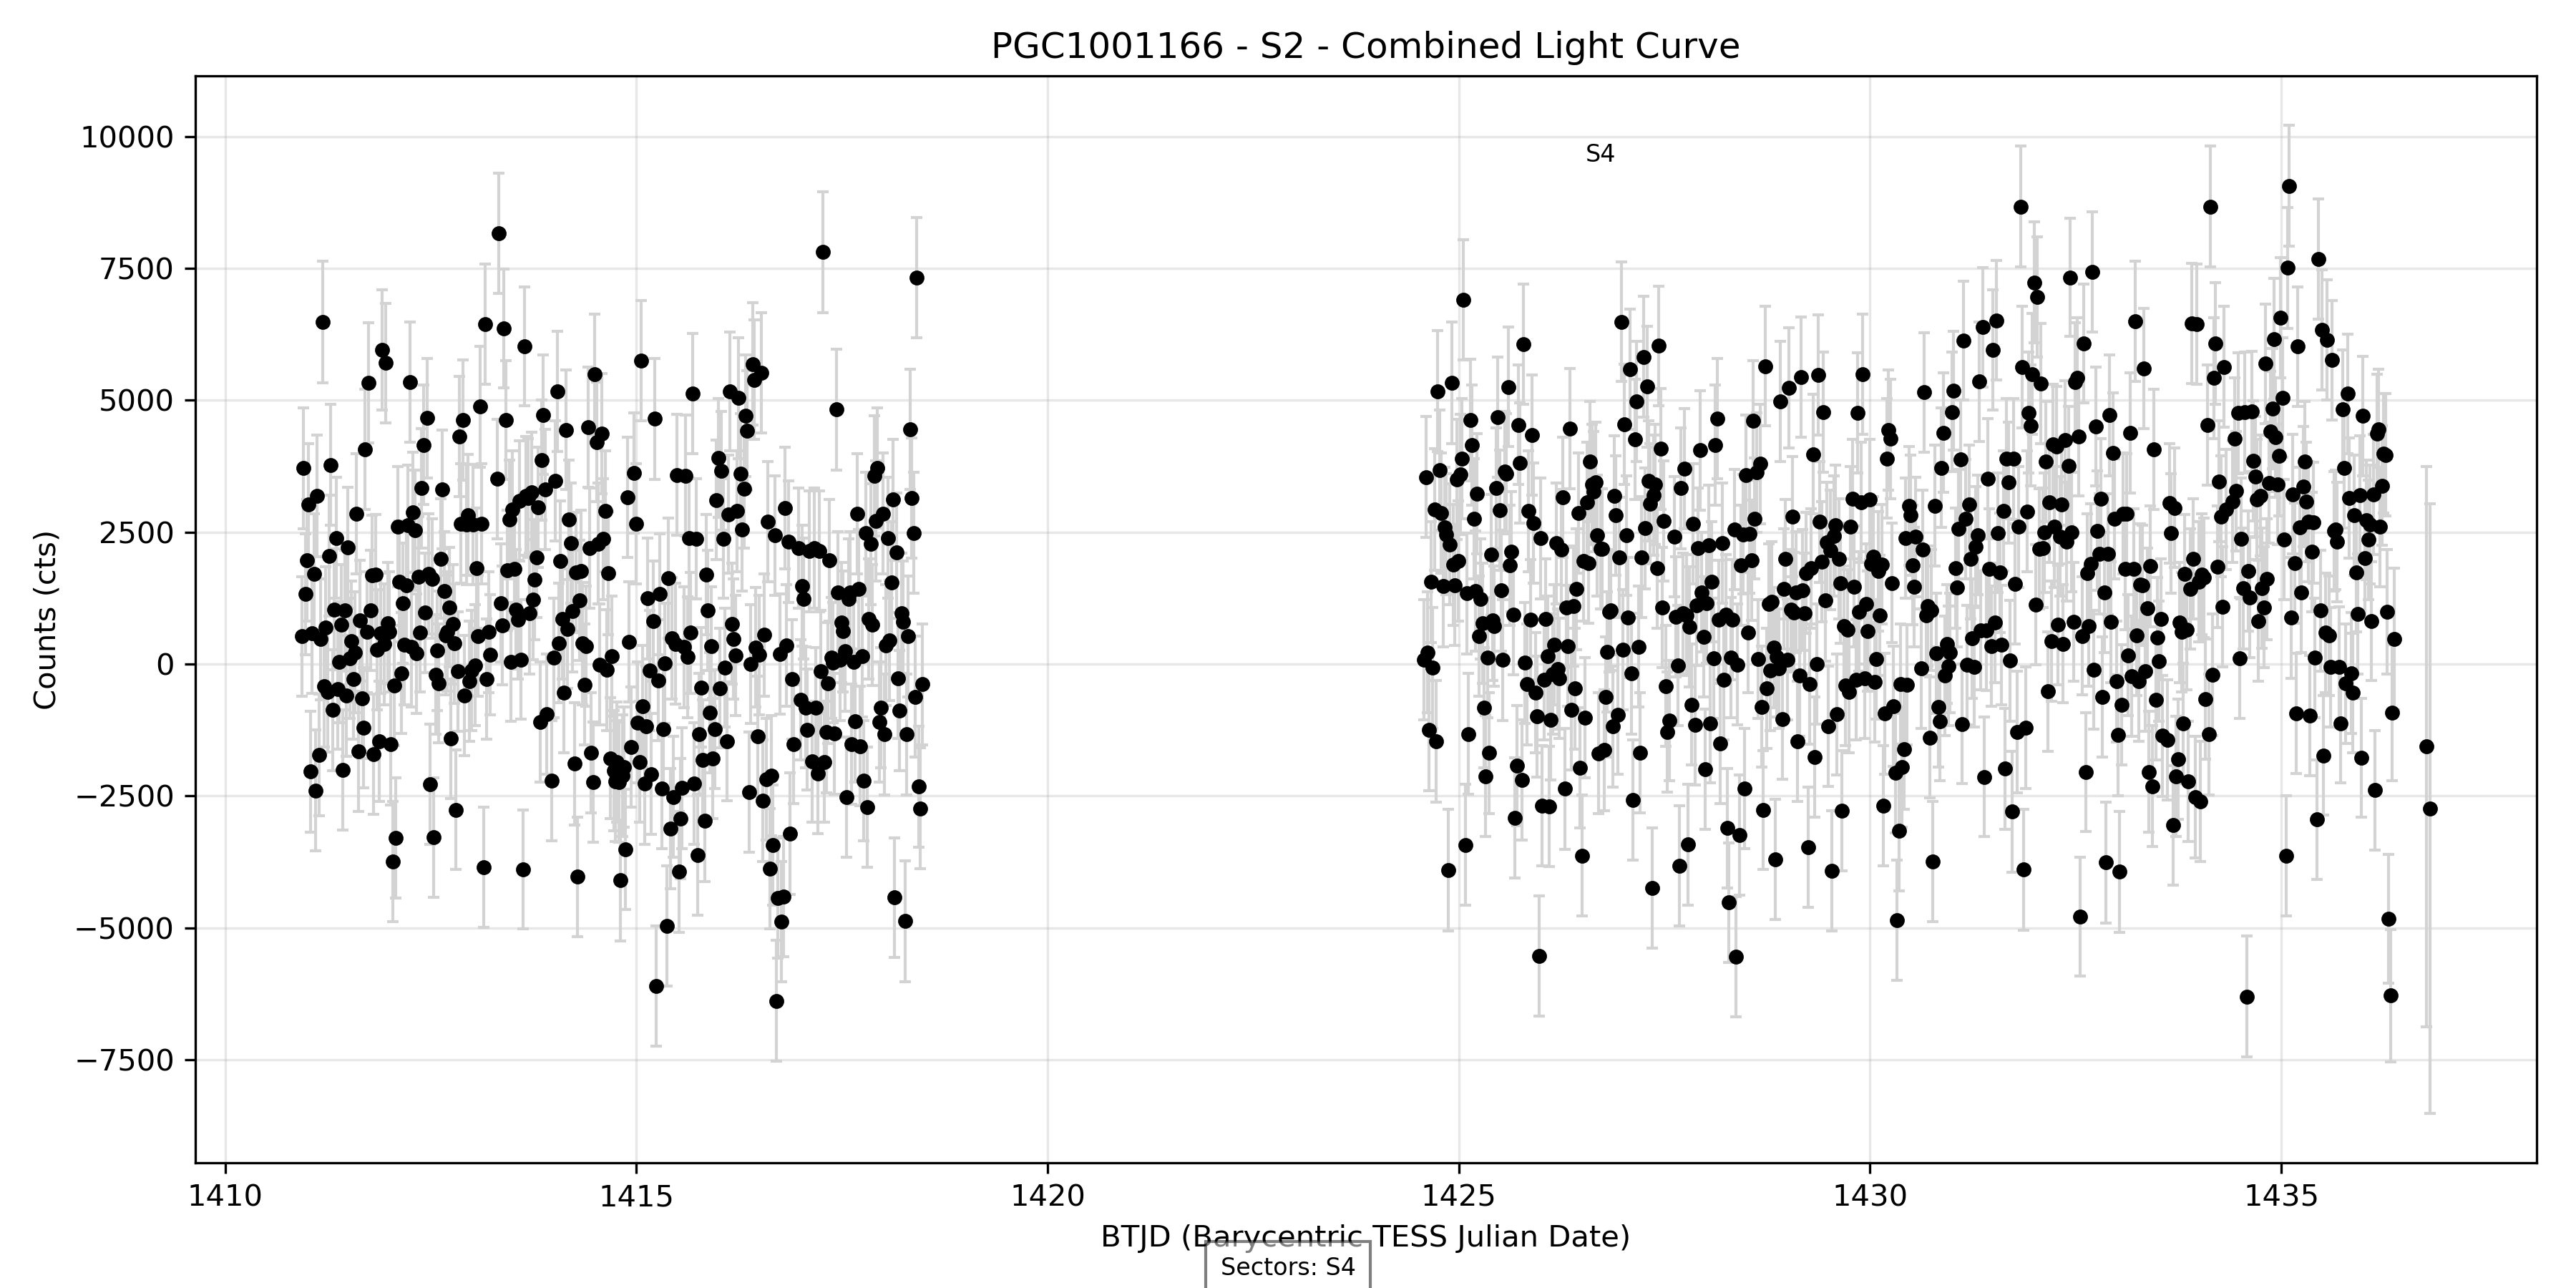 PGC1001166 - S2 - Combined Light Curve
10000
7500
5000
2500
0
−2500
−5000
−7500
Counts (cts)
S4
1410
1415
1420
1425
1430
1435
BTJD (Barycentric TESS Julian Date)
Sectors: S4